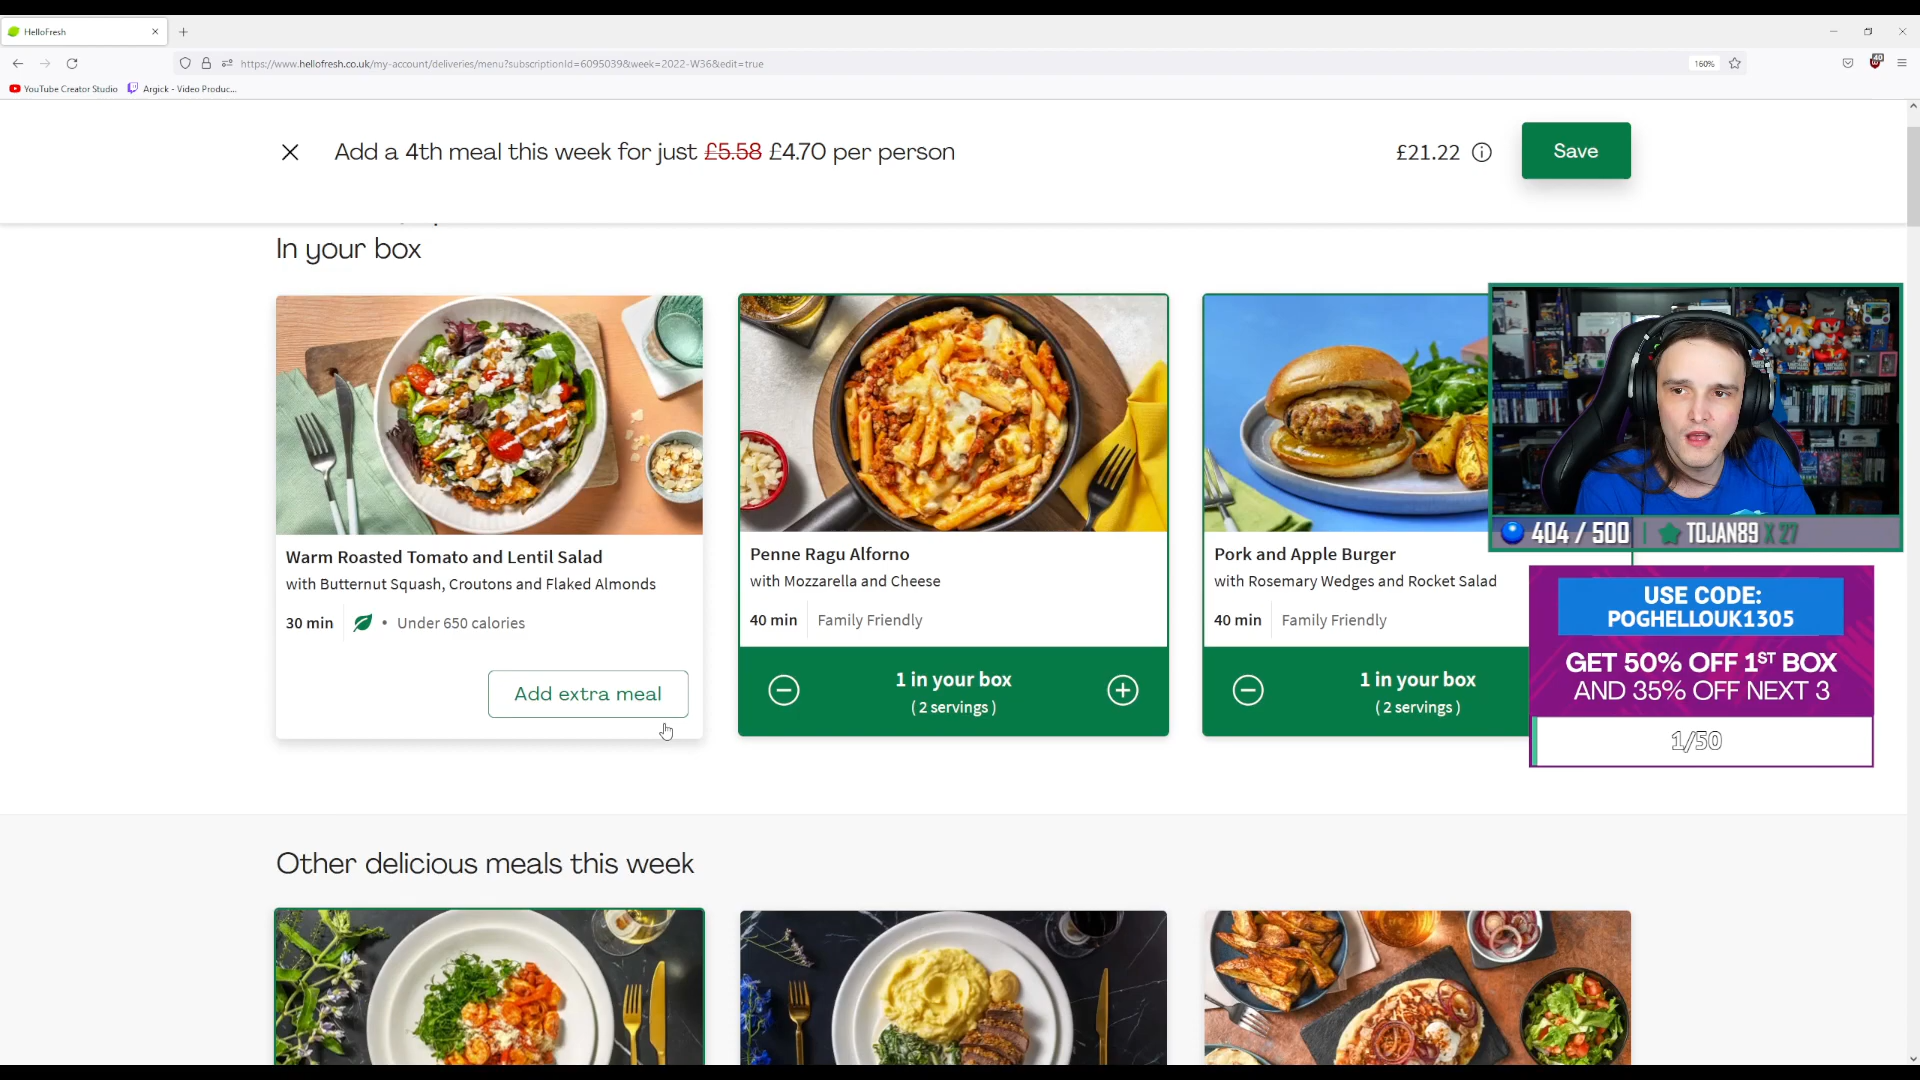 HelloFresh
https://www.hellofresh.co.uk/my-account/deliveries/menu?subscriptionId=6095039&week=2022-W36&edit=true
160%
YouTube Creator Studio
Argick - Video Produc...
Add a 4th meal this week for just £5.58 £4.70 per person
£21.22
Save
In your box
Warm Roasted Tomato and Lentil Salad
with Butternut Squash, Croutons and Flaked Almonds
30 min
• Under 650 calories
Add extra meal
Penne Ragu Alforno
with Mozzarella and Cheese
40 min
Family Friendly
1 in your box
( 2 servings )
Pork and Apple Burger
with Rosemary Wedges and Rocket Salad
40 min
Family Friendly
1 in your box
( 2 servings )
404 / 500
TOJAN89 X 27
USE CODE:
POGHELLOUK1305
GET 50% OFF 1ST BOX
AND 35% OFF NEXT 3
1/50
Other delicious meals this week